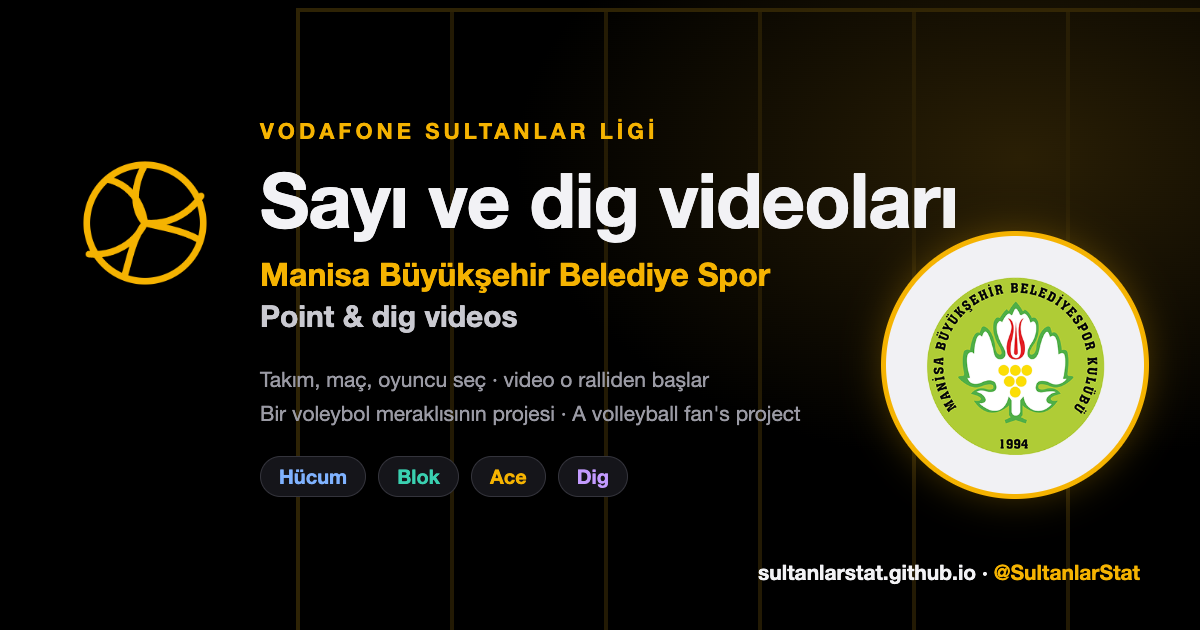 VODAFONE SULTANLAR LİGİ
Sayı ve dig videoları
Manisa Büyükşehir Belediye Spor
Point & dig videos
Takım, maç, oyuncu seç · video o ralliden başlar
Bir voleybol meraklısının projesi · A volleyball fan's project
Hücum Blok Ace Dig
MANİSA BÜYÜKŞEHİR BELEDİYESPOR KULÜBÜ
1994
sultanlarstat.github.io · @SultanlarStat